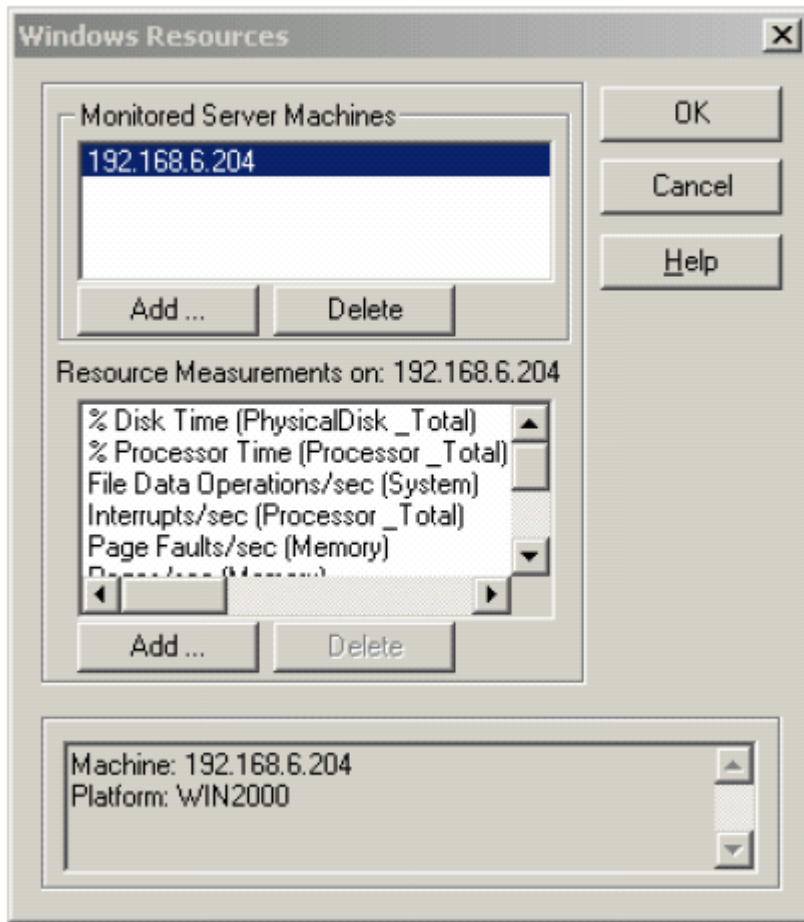 Windows Resources
Monitored Server Machines
192.168.6.204
Add ...
Delete
OK
Cancel
Help
Resource Measurements on: 192.168.6.204
% Disk Time (PhysicalDisk _Total)
% Processor Time (Processor _Total)
File Data Operations/sec (System)
Interrupts/sec (Processor _Total)
Page Faults/sec (Memory)
Add ...
Delete
Machine: 192.168.6.204
Platform: WIN2000